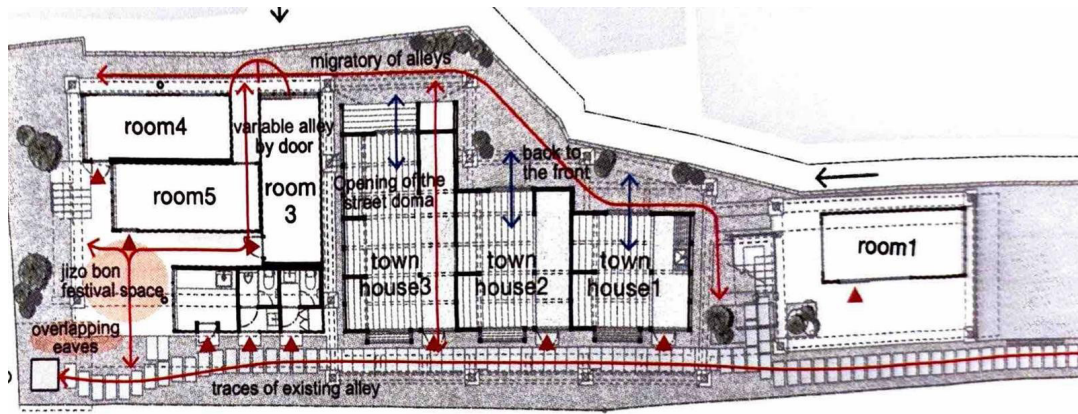 migratory of alleys
room4
variable alley
by door
room5
room
3
Opening of the
street doma
back to
the front
town
house3
town
house2
town
house1
room1
jizo bon
festival space
overlapping
eaves
traces of existing alley